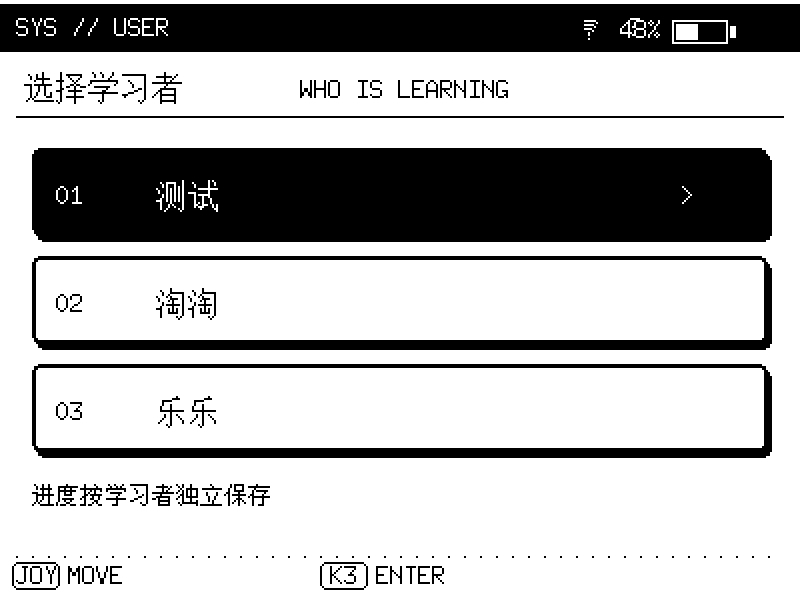 SYS // USER 48%
选择学习者 WHO IS LEARNING
01 测试 >
02 淘淘
03 乐乐
进度按学习者独立保存
JOY MOVE K3 ENTER